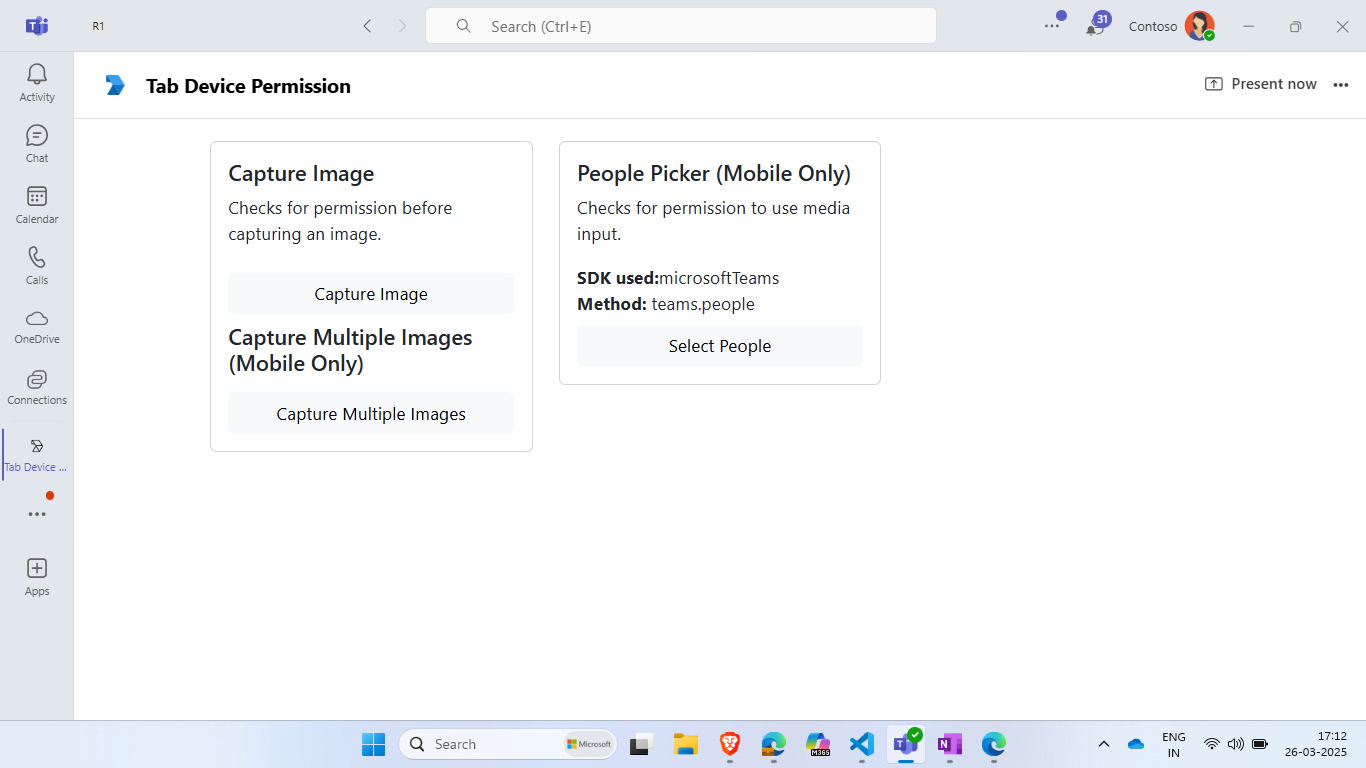 R1
Search (Ctrl+E)
31
Contoso
Activity
Chat
Calendar
Calls
OneDrive
Connections
Tab Device ...
Apps
Tab Device Permission
Present now
Capture Image
Checks for permission before
capturing an image.
Capture Image
Capture Multiple Images
(Mobile Only)
Capture Multiple Images
People Picker (Mobile Only)
Checks for permission to use media
input.
SDK used:microsoftTeams
Method: teams.people
Select People
Search
Microsoft
M365
ENG
IN
17:12
26-03-2025